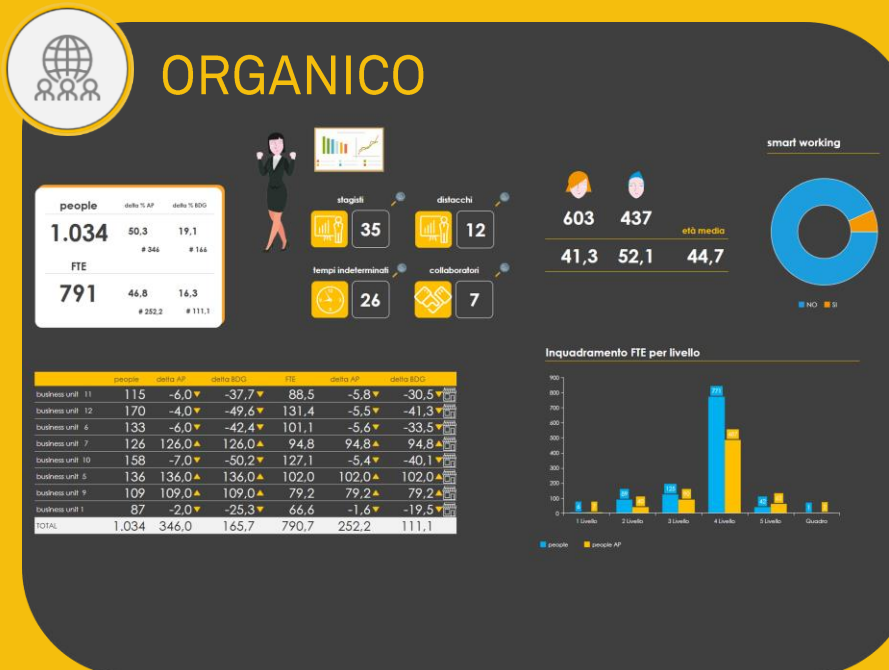 ORGANICO
people delta % AP delta % BDG
1.034 50,3 19,1
# 346 # 166
FTE
791 46,8 16,3
# 252,2 # 111,1
stagisti
35
distacchi
12
tempi indeterminati
26
collaboratori
7
603 437
età media
41,3 52,1 44,7
smart working
NO SI
people delta AP delta BDG FTE delta AP delta BDG
business unit 11 115 -6,0 -37,7 88,5 -5,8 -30,5
business unit 12 170 -4,0 -49,6 131,4 -5,5 -41,3
business unit 6 133 -6,0 -42,4 101,1 -5,6 -33,5
business unit 7 126 126,0 126,0 94,8 94,8 94,8
business unit 10 158 -7,0 -50,2 127,1 -5,4 -40,1
business unit 5 136 136,0 136,0 102,0 102,0 102,0
business unit 9 109 109,0 109,0 79,2 79,2 79,2
business unit 1 87 -2,0 -25,3 66,6 -1,6 -19,5
TOTAL 1.034 346,0 165,7 790,7 252,2 111,1
Inquadramento FTE per livello
900
800
700
600
500
400
300
200
100
0
771
1 Livello 2 Livello 3 Livello 4 Livello 5 Livello Quadro
people people AP